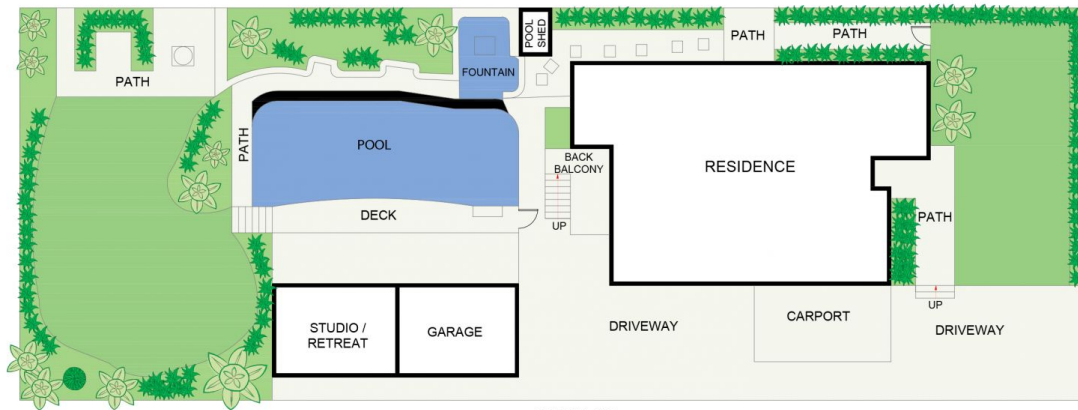 POOL
SHED
PATH
PATH
FOUNTAIN
PATH
PATH
POOL
BACK
BALCONY
RESIDENCE
DECK
UP
PATH
UP
STUDIO /
RETREAT
GARAGE
DRIVEWAY
CARPORT
DRIVEWAY